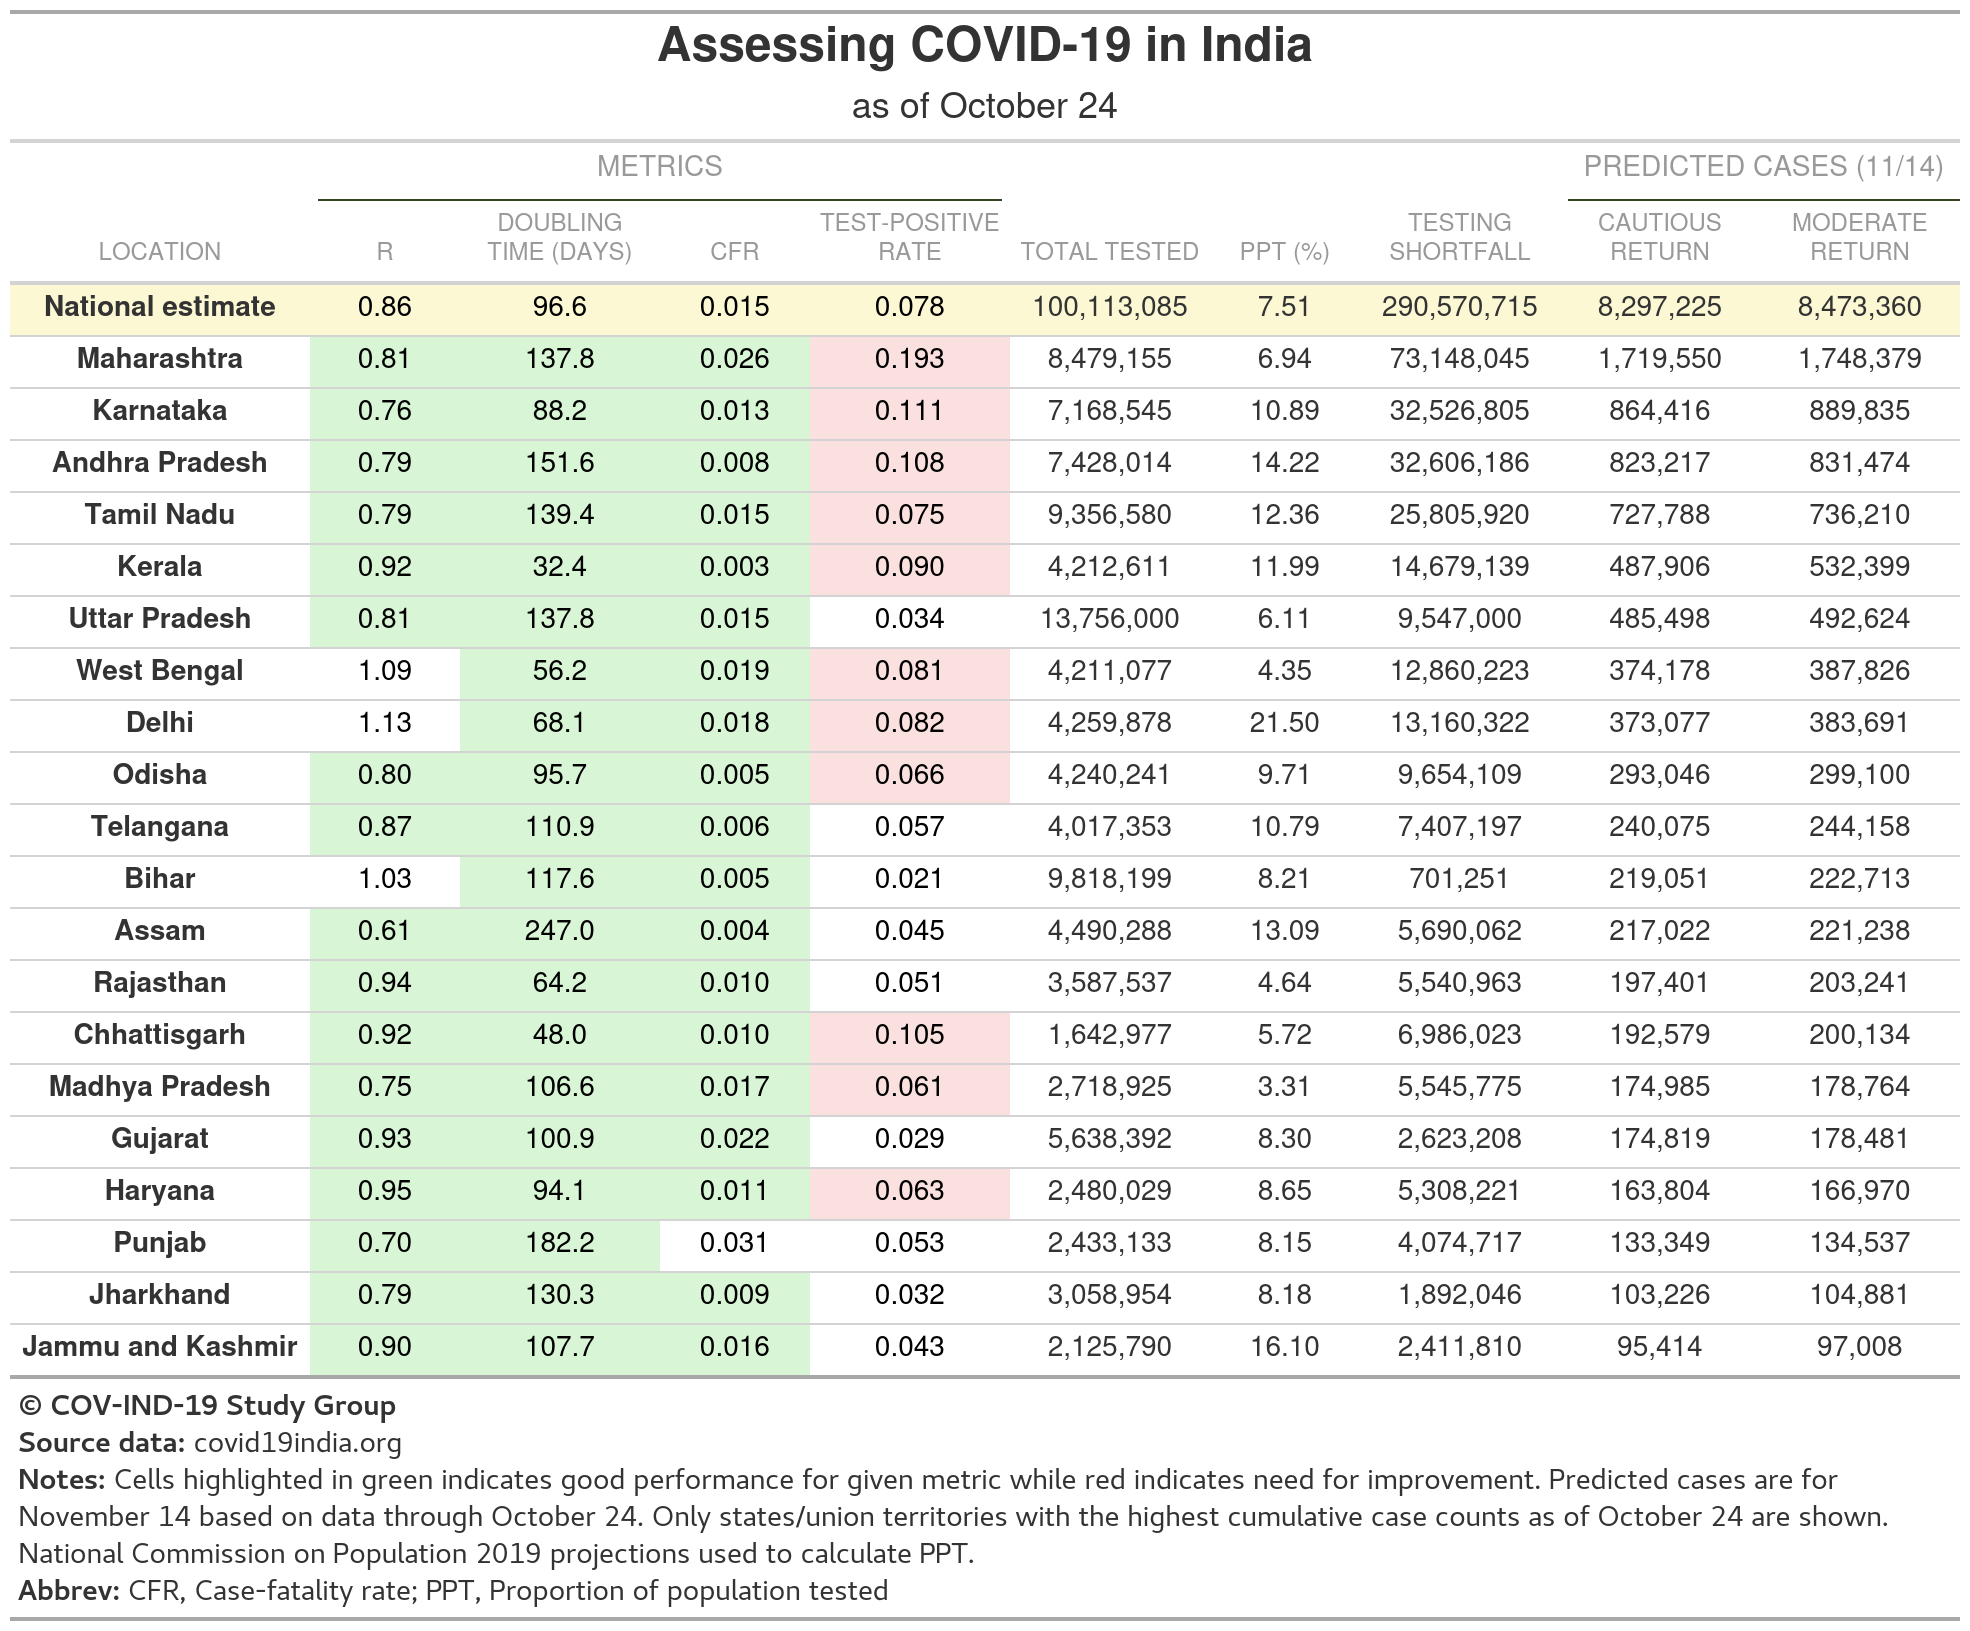 Assessing COVID-19 in India
as of October 24
METRICS PREDICTED CASES (11/14)
LOCATION R DOUBLING TIME (DAYS) CFR TEST-POSITIVE RATE TOTAL TESTED PPT (%) TESTING SHORTFALL CAUTIOUS RETURN MODERATE RETURN
National estimate 0.86 96.6 0.015 0.078 100,113,085 7.51 290,570,715 8,297,225 8,473,360
Maharashtra 0.81 137.8 0.026 0.193 8,479,155 6.94 73,148,045 1,719,550 1,748,379
Karnataka 0.76 88.2 0.013 0.111 7,168,545 10.89 32,526,805 864,416 889,835
Andhra Pradesh 0.79 151.6 0.008 0.108 7,428,014 14.22 32,606,186 823,217 831,474
Tamil Nadu 0.79 139.4 0.015 0.075 9,356,580 12.36 25,805,920 727,788 736,210
Kerala 0.92 32.4 0.003 0.090 4,212,611 11.99 14,679,139 487,906 532,399
Uttar Pradesh 0.81 137.8 0.015 0.034 13,756,000 6.11 9,547,000 485,498 492,624
West Bengal 1.09 56.2 0.019 0.081 4,211,077 4.35 12,860,223 374,178 387,826
Delhi 1.13 68.1 0.018 0.082 4,259,878 21.50 13,160,322 373,077 383,691
Odisha 0.80 95.7 0.005 0.066 4,240,241 9.71 9,654,109 293,046 299,100
Telangana 0.87 110.9 0.006 0.057 4,017,353 10.79 7,407,197 240,075 244,158
Bihar 1.03 117.6 0.005 0.021 9,818,199 8.21 701,251 219,051 222,713
Assam 0.61 247.0 0.004 0.045 4,490,288 13.09 5,690,062 217,022 221,238
Rajasthan 0.94 64.2 0.010 0.051 3,587,537 4.64 5,540,963 197,401 203,241
Chhattisgarh 0.92 48.0 0.010 0.105 1,642,977 5.72 6,986,023 192,579 200,134
Madhya Pradesh 0.75 106.6 0.017 0.061 2,718,925 3.31 5,545,775 174,985 178,764
Gujarat 0.93 100.9 0.022 0.029 5,638,392 8.30 2,623,208 174,819 178,481
Haryana 0.95 94.1 0.011 0.063 2,480,029 8.65 5,308,221 163,804 166,970
Punjab 0.70 182.2 0.031 0.053 2,433,133 8.15 4,074,717 133,349 134,537
Jharkhand 0.79 130.3 0.009 0.032 3,058,954 8.18 1,892,046 103,226 104,881
Jammu and Kashmir 0.90 107.7 0.016 0.043 2,125,790 16.10 2,411,810 95,414 97,008
© COV-IND-19 Study Group
Source data: covid19india.org
Notes: Cells highlighted in green indicates good performance for given metric while red indicates need for improvement. Predicted cases are for
November 14 based on data through October 24. Only states/union territories with the highest cumulative case counts as of October 24 are shown.
National Commission on Population 2019 projections used to calculate PPT.
Abbrev: CFR, Case-fatality rate; PPT, Proportion of population tested